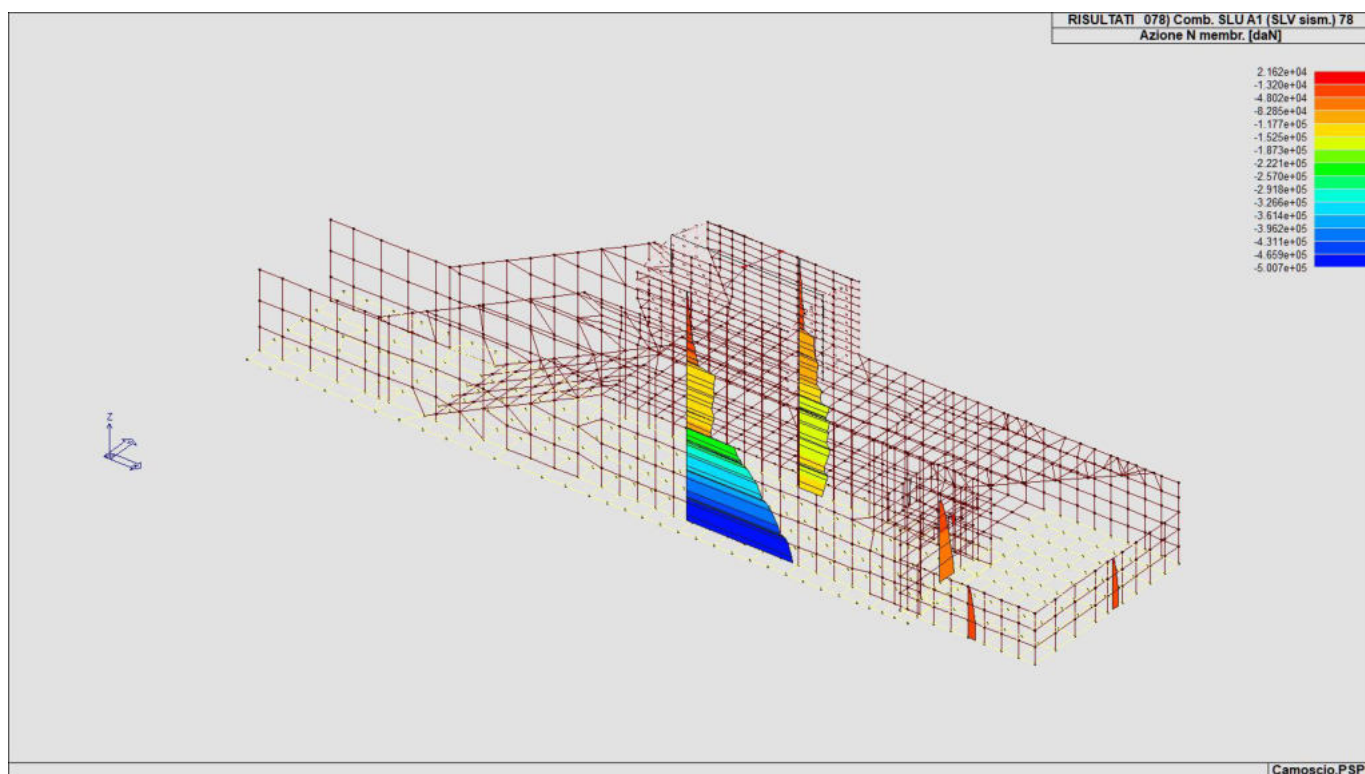 RISULTATI 078) Comb. SLU A1 (SLV sism.) 78
Azione N membr. [daN]
2.162e+04
-1.320e+04
-4.802e+04
-8.285e+04
-1.177e+05
-1.525e+05
-1.873e+05
-2.221e+05
-2.570e+05
-2.918e+05
-3.266e+05
-3.614e+05
-3.962e+05
-4.311e+05
-4.659e+05
-5.007e+05
Z
Camoscio.PSP